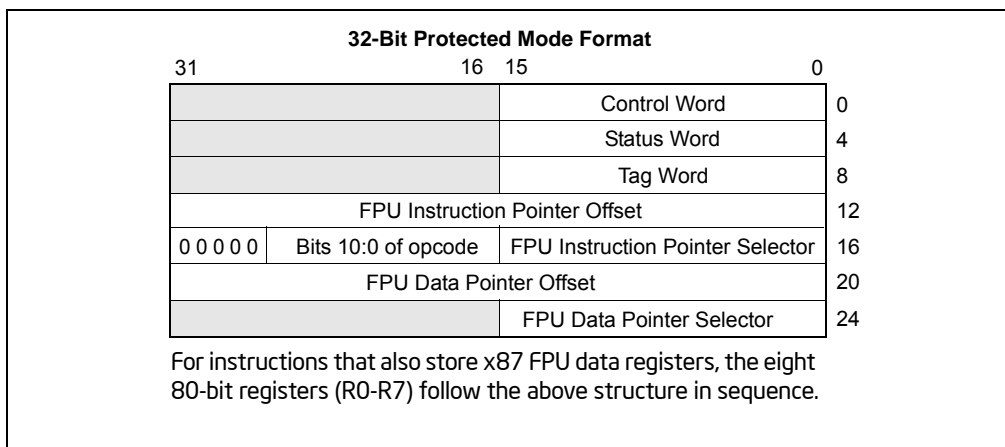 32-Bit Protected Mode Format
31 16 15 0
Control Word 0
Status Word 4
Tag Word 8
FPU Instruction Pointer Offset 12
0 0 0 0 0 Bits 10:0 of opcode FPU Instruction Pointer Selector 16
FPU Data Pointer Offset 20
FPU Data Pointer Selector 24
For instructions that also store x87 FPU data registers, the eight
80-bit registers (R0-R7) follow the above structure in sequence.